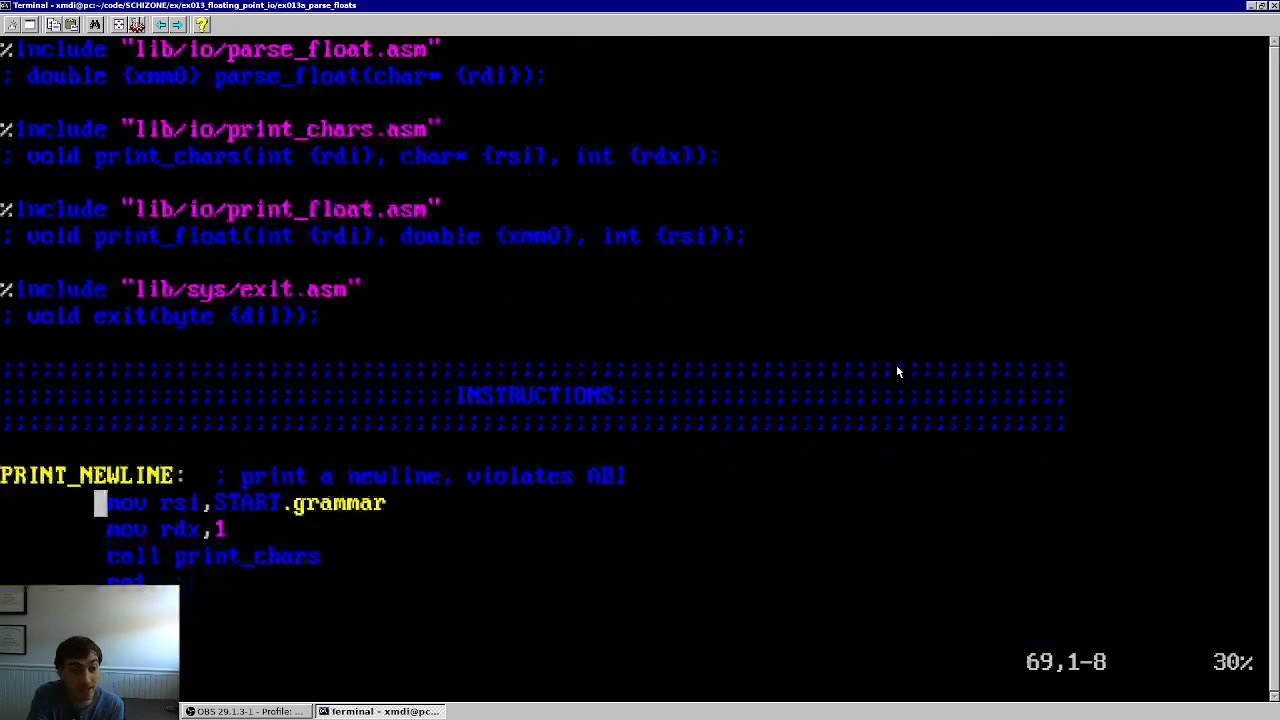 Terminal - xmdi@pc:~/code/SCHIZONE/ex/ex013_floating_point_io/ex013a_parse_floats
%include "lib/io/parse_float.asm"
; double {xmm0} parse_float(char* {rdi});
%include "lib/io/print_chars.asm"
; void print_chars(int {rdi}, char* {rsi}, int {rdx});
%include "lib/io/print_float.asm"
; void print_float(int {rdi}, double {xmm0}, int {rsi});
%include "lib/sys/exit.asm"
; void exit(byte {dil});
;;;;;;;;;;;;;;;;;;;;;;;;;;;;;;;;;;;;;;;;;;;;;;;;;;;;;;;;;;;;;;;;;;;;;;;;;;;;;;;
;;;;;;;;;;;;;;;;;;;;;;;;;;;;;;;;;;INSTRUCTIONS;;;;;;;;;;;;;;;;;;;;;;;;;;;;;;;;;
;;;;;;;;;;;;;;;;;;;;;;;;;;;;;;;;;;;;;;;;;;;;;;;;;;;;;;;;;;;;;;;;;;;;;;;;;;;;;;;
PRINT_NEWLINE: ; print a newline, violates ABI
mov rsi,START.grammar
mov rdx,1
call print_chars
ret
69,1-8 30%
OBS 29.1.3-1 - Profile: ... Terminal - xmdi@pc:~/c...